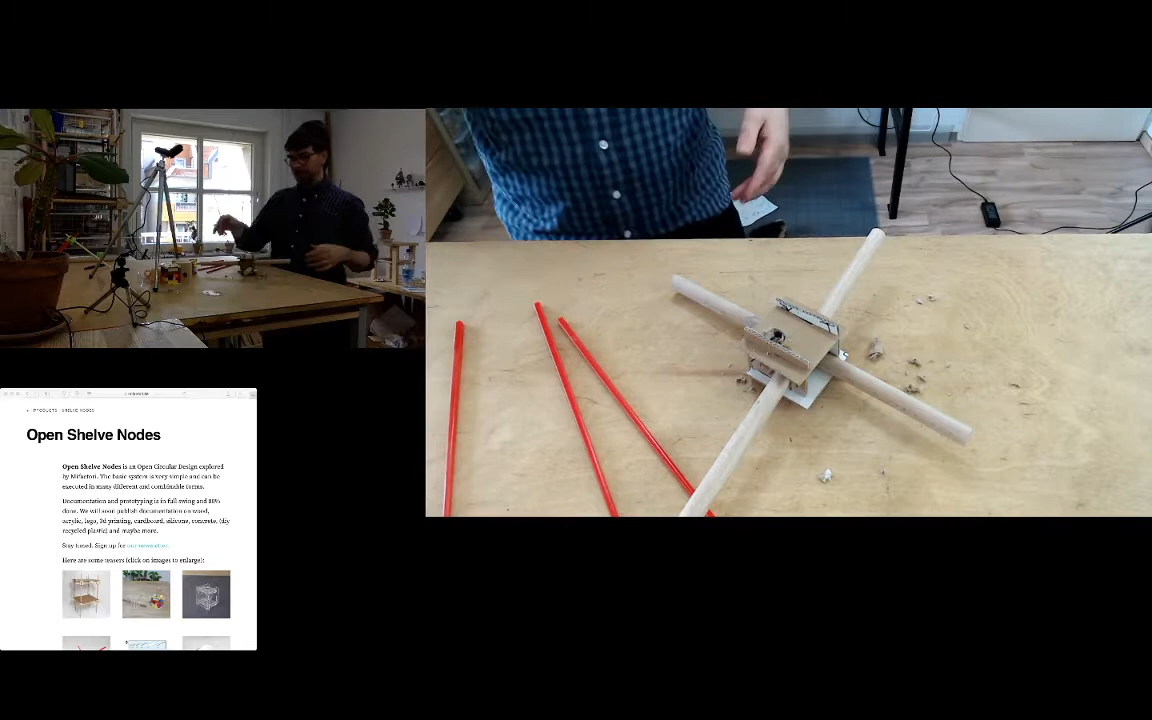 ← PRODUCTS · SHELVE NODES
Open Shelve Nodes
Open Shelve Nodes is an Open Circular Design explored
by Mifactori. The basic system is very simple and can be
executed in many different and combinable forms.
Documentation and prototyping is in full swing and
done. We will soon publish documentation on wood,
acrylic, lego, 3d printing, cardboard, silicone, concrete, (diy
recycled plastic) and maybe more.
Stay tuned. Sign up for our newsletter.
Here are some teasers (click on images to enlarge):